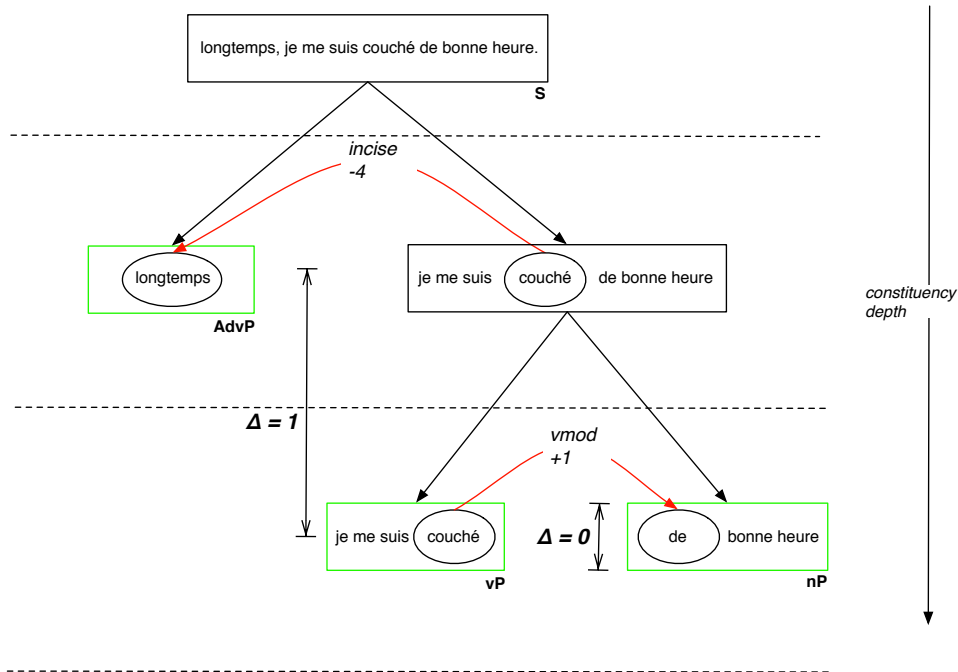 longtemps, je me suis couché de bonne heure.
S
incise
-4
longtemps
AdvP
je me suis couché de bonne heure
constituency
depth
Δ = 1
vmod
+1
je me suis couché
vP
Δ = 0
de bonne heure
nP